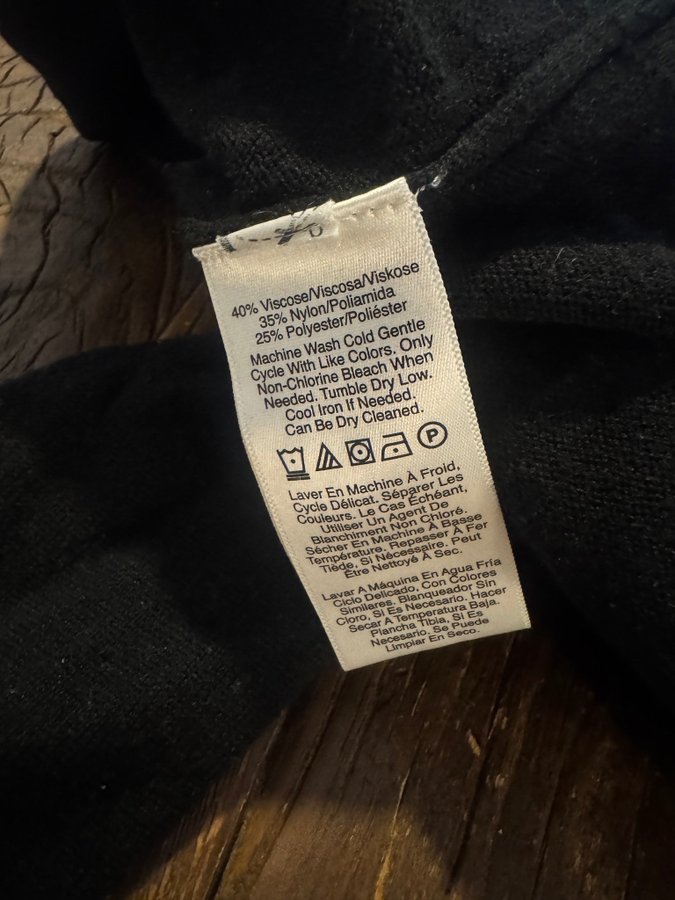 40% Viscose/Viscosa/Viskose
35% Nylon/Poliamida
25% Polyester/Poliéster
Machine Wash Cold Gentle
Cycle With Like Colors, Only
Non-Chlorine Bleach When
Needed. Tumble Dry Low.
Cool Iron If Needed.
Can Be Dry Cleaned.
P
Laver En Machine À Froid,
Cycle Délicat. Séparer Les
Couleurs. Le Cas Échéant,
Utiliser Un Agent De
Blanchiment Non Chloré.
Sécher En Machine À Basse
Température. Repasser À Fer
Tiède, Si Nécessaire. Peut
Être Nettoyé À Sec.
Lavar A Máquina En Agua Fría
Ciclo Delicado, Con Colores
Similares. Blanqueador Sin
Cloro, Si Es Necesario. Hacer
Secar A Temperatura Baja.
Plancha Tibia, Si Es
Necesario. Se Puede
Limpiar En Seco.